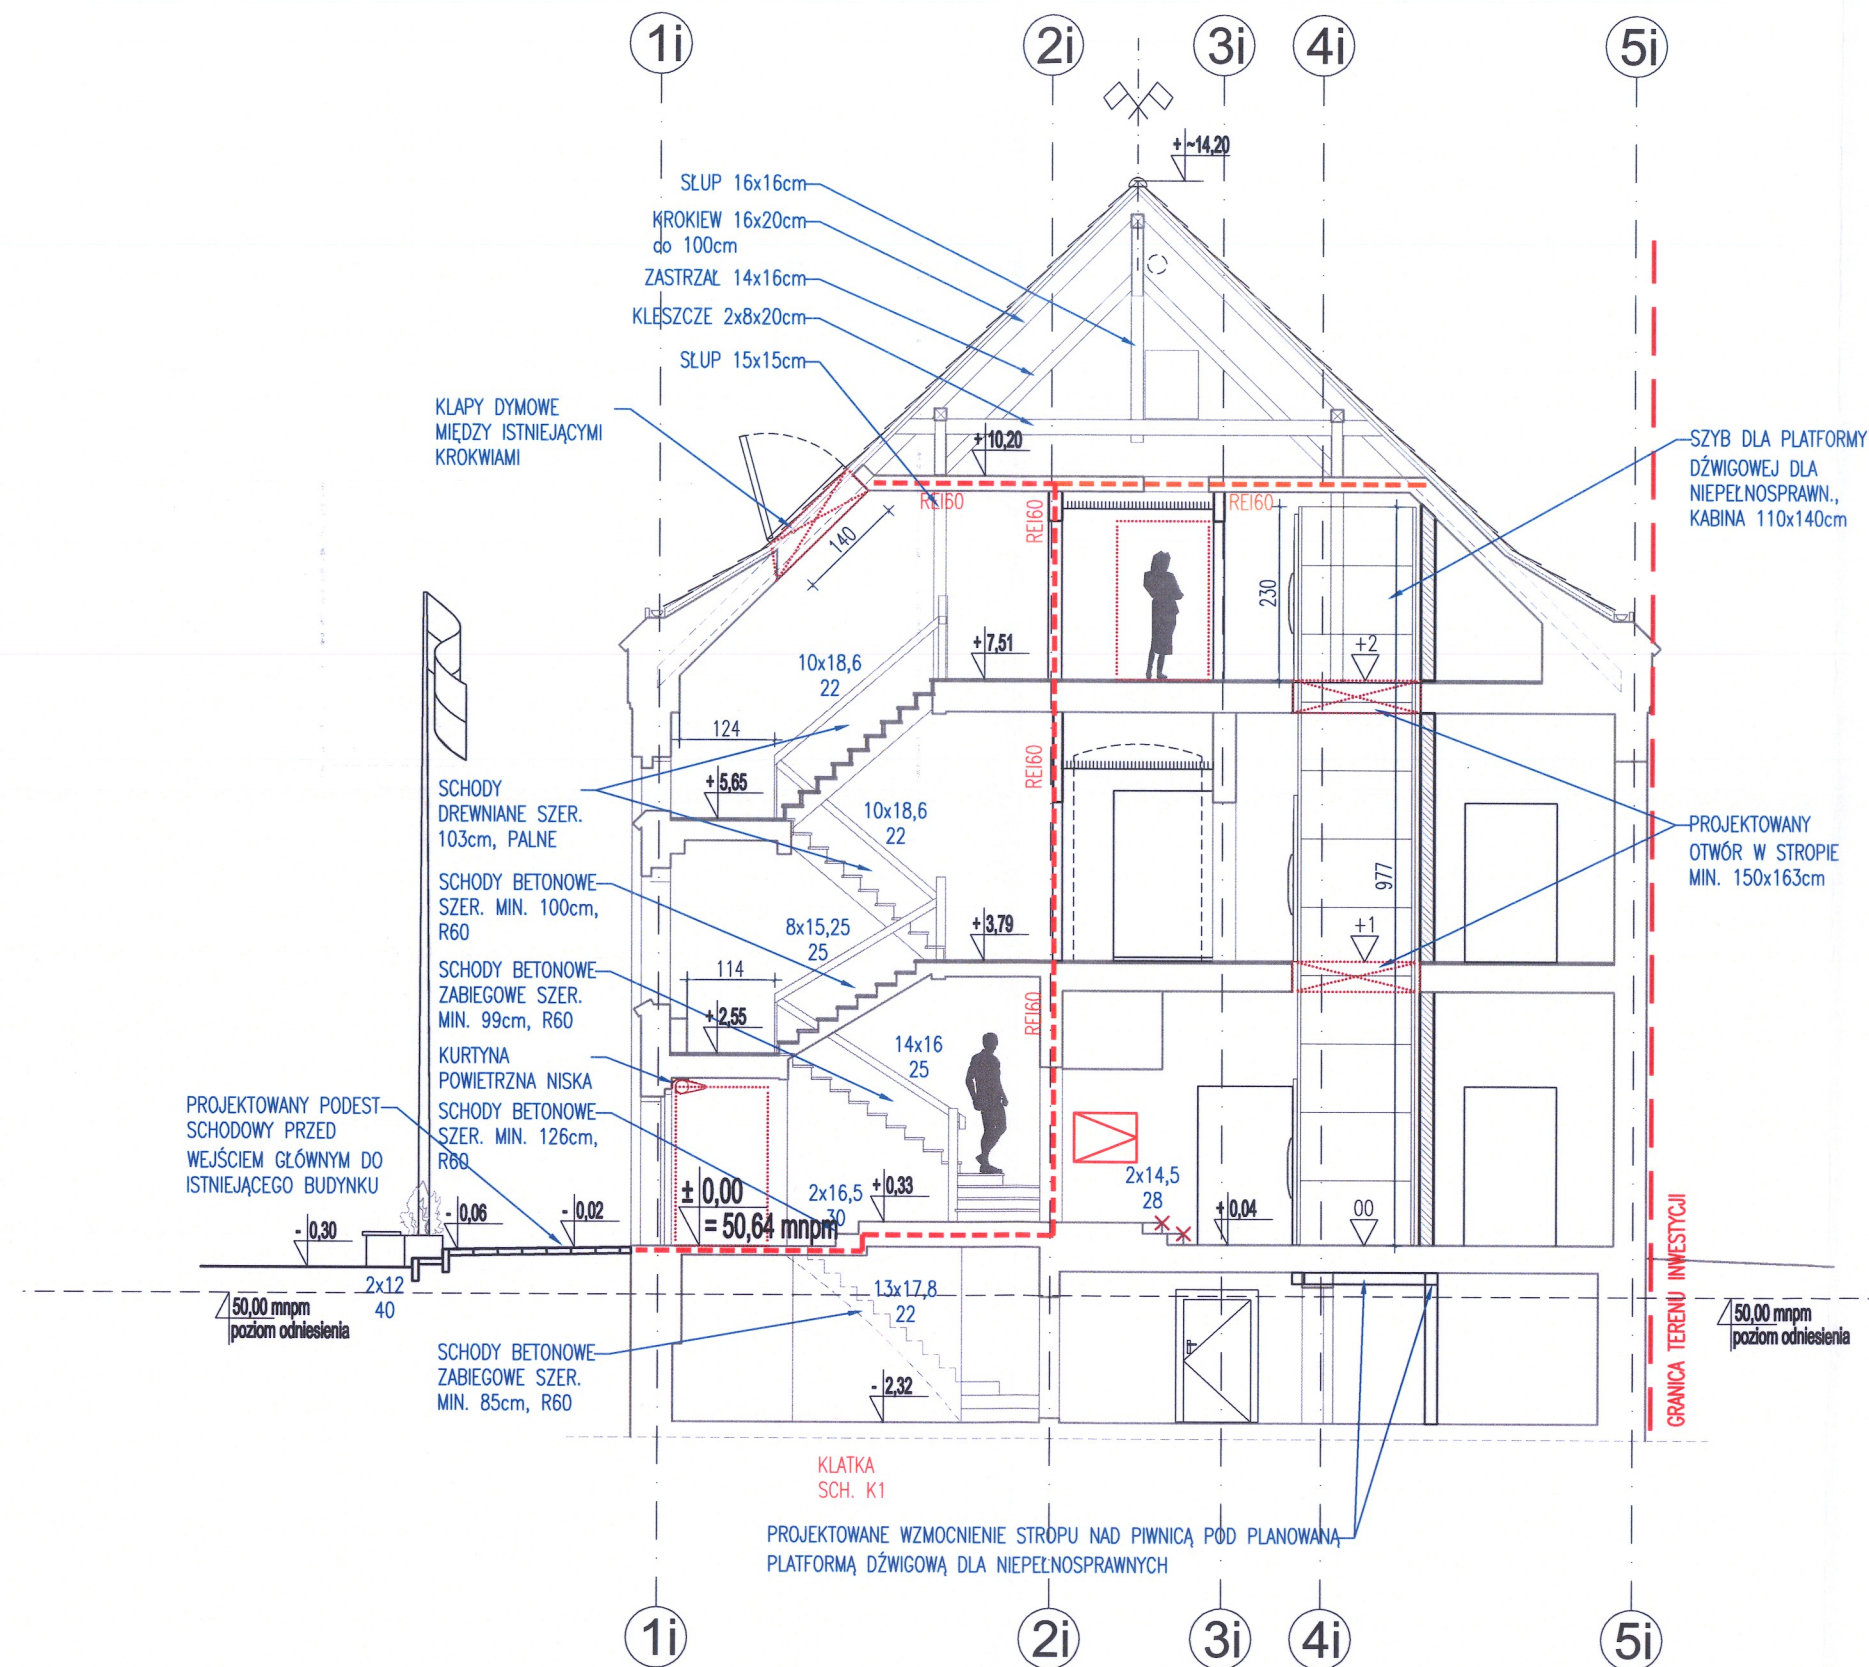 1i
2i
3i
4i
5i
+ ~14,20
SŁUP 16x16cm
KROKIEW 16x20cm
co 100cm
ZASTRZAŁ 14x16cm
KLESZCZE 2x8x20cm
SŁUP 15x15cm
KLAPY DYMOWE
MIĘDZY ISTNIEJĄCYMI
KROKWIAMI
+ 10,20
REI60
REI60
REI60
140
SZYB DLA PLATFORMY
DŹWIGOWEJ DLA
NIEPEŁNOSPRAWN.,
KABINA 110x140cm
230
+ 7,51
+2
10x18,6
22
124
+ 5,65
REI60
SCHODY
DREWNIANE SZER.
103cm, PALNE
10x18,6
22
PROJEKTOWANY
OTWÓR W STROPIE
MIN. 150x163cm
977
SCHODY BETONOWE
SZER. MIN. 100cm,
R60
8x15,25
25
+ 3,79
+1
SCHODY BETONOWE
ZABIEGOWE SZER.
MIN. 99cm, R60
114
+ 2,55
REI60
14x16
25
KURTYNA
POWIETRZNA NISKA
SCHODY BETONOWE
SZER. MIN. 126cm,
R60
PROJEKTOWANY PODEST
SCHODOWY PRZED
WEJŚCIEM GŁÓWNYM DO
ISTNIEJĄCEGO BUDYNKU
± 0,00
= 50,64 mnpm
2x16,5
30
+ 0,33
2x14,5
28
+ 0,04
00
- 0,30
- 0,06
- 0,02
2x12
40
50,00 mnpm
poziom odniesienia
13x17,8
22
50,00 mnpm
poziom odniesienia
GRANICA TERENU INWESTYCJI
SCHODY BETONOWE
ZABIEGOWE SZER.
MIN. 85cm, R60
- 2,32
KLATKA
SCH. K1
PROJEKTOWANE WZMOCNIENIE STROPU NAD PIWNICĄ POD PLANOWANĄ
PLATFORMĄ DŹWIGOWĄ DLA NIEPEŁNOSPRAWNYCH
1i
2i
3i
4i
5i